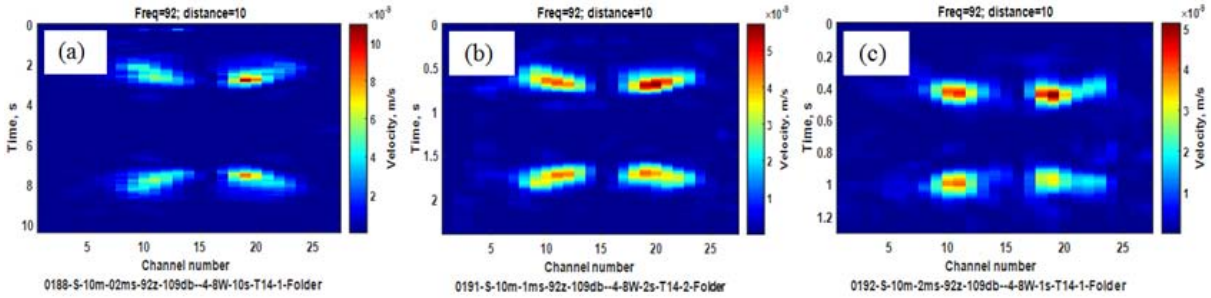 Freq=92; distance=10
(a)
×10⁻⁸
0
2
4
6
8
10
Time, s
5 10 15 20 25
Channel number
10
8
6
4
2
Velocity, m/s
0188-S-10m-02ms-92z-109db--4-8W-10s-T14-1-Folder
Freq=92; distance=10
(b)
0
0.5
1
1.5
2
Time, s
5 10 15 20 25
Channel number
5
4
3
2
1
Velocity, m/s
0191-S-10m-1ms-92z-109db--4-8W-2s-T14-2-Folder
Freq=92; distance=10
(c)
0
0.2
0.4
0.6
0.8
1
1.2
Time, s
5 10 15 20 25
Channel number
5
4
3
2
1
Velocity, m/s
0192-S-10m-2ms-92z-109db--4-8W-1s-T14-1-Folder